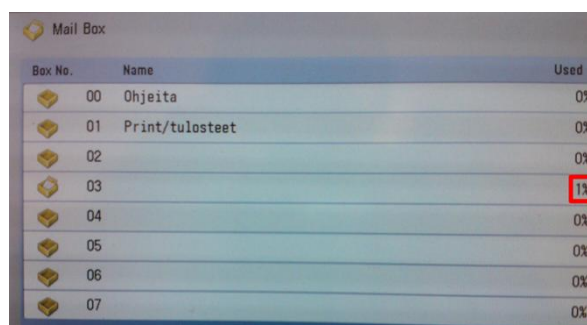 Mail Box
Box No. Name Used
00 Ohjeita 0%
01 Print/tulosteet 0%
02 0%
03 1%
04 0%
05 0%
06 0%
07 0%